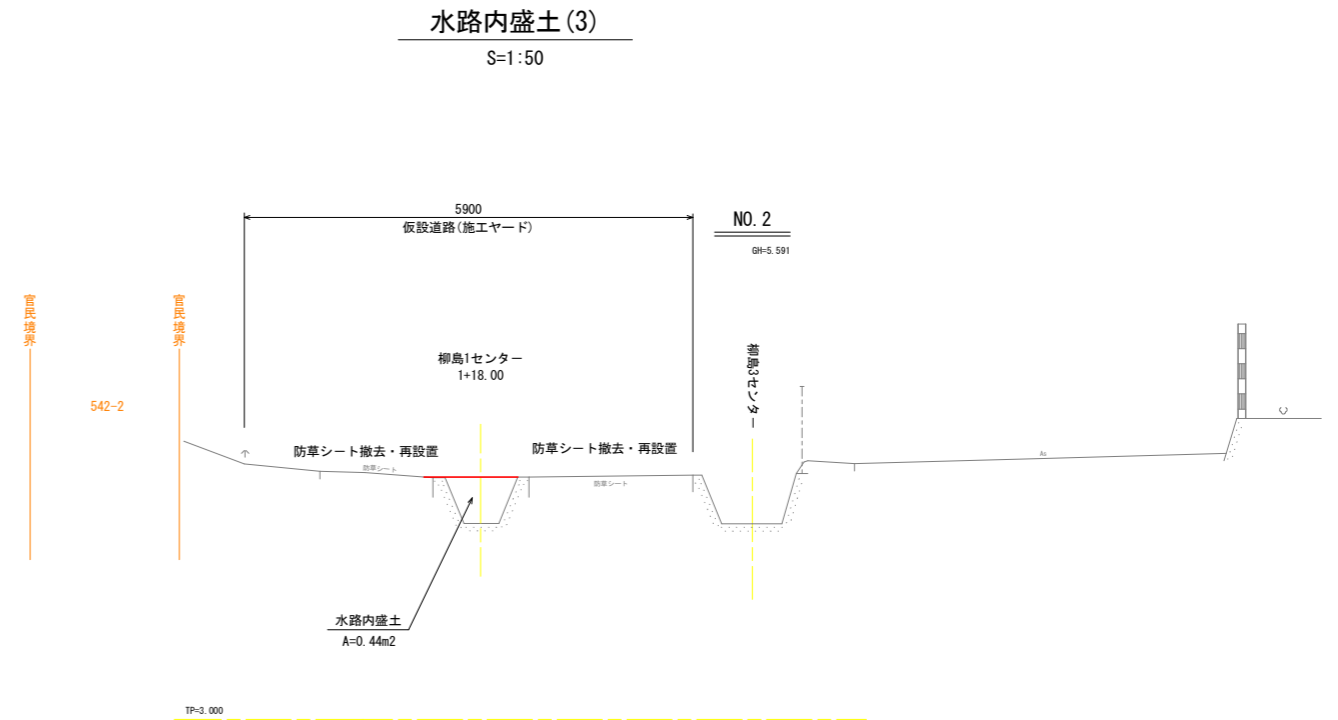 水路内盛土(3)
S=1:50
5900
仮設道路(施工ヤード)
NO.2
GH=5.591
官民境界
官民境界
542-2
柳島1センター
1+18.00
柳島3センター
防草シート撤去・再設置
防草シート撤去・再設置
防草シート
防草シート
As
水路内盛土
A=0.44m2
TP=3.000